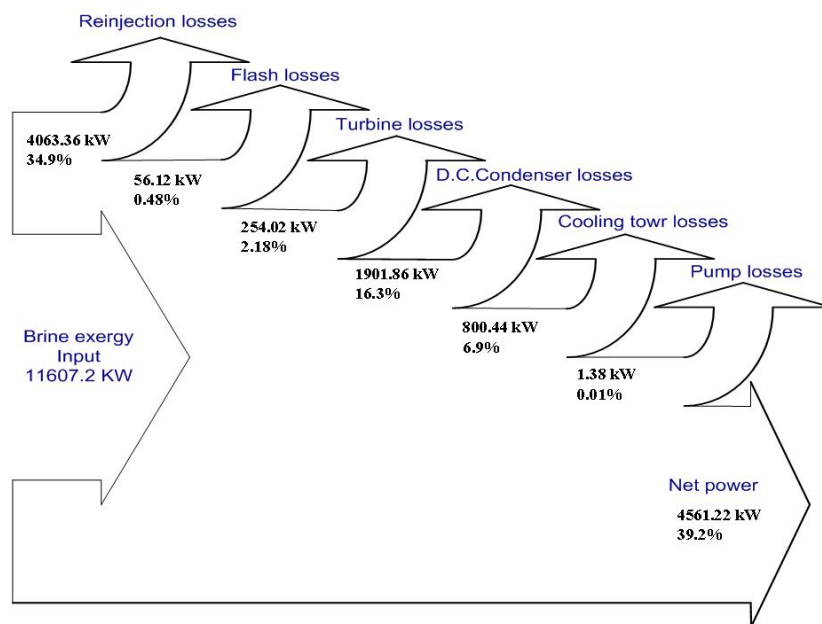 Reinjection losses
4063.36 kW
34.9%
Flash losses
56.12 kW
0.48%
Turbine losses
254.02 kW
2.18%
D.C.Condenser losses
1901.86 kW
16.3%
Cooling towr losses
800.44 kW
6.9%
Pump losses
1.38 kW
0.01%
Brine exergy
Input
11607.2 KW
Net power
4561.22 kW
39.2%